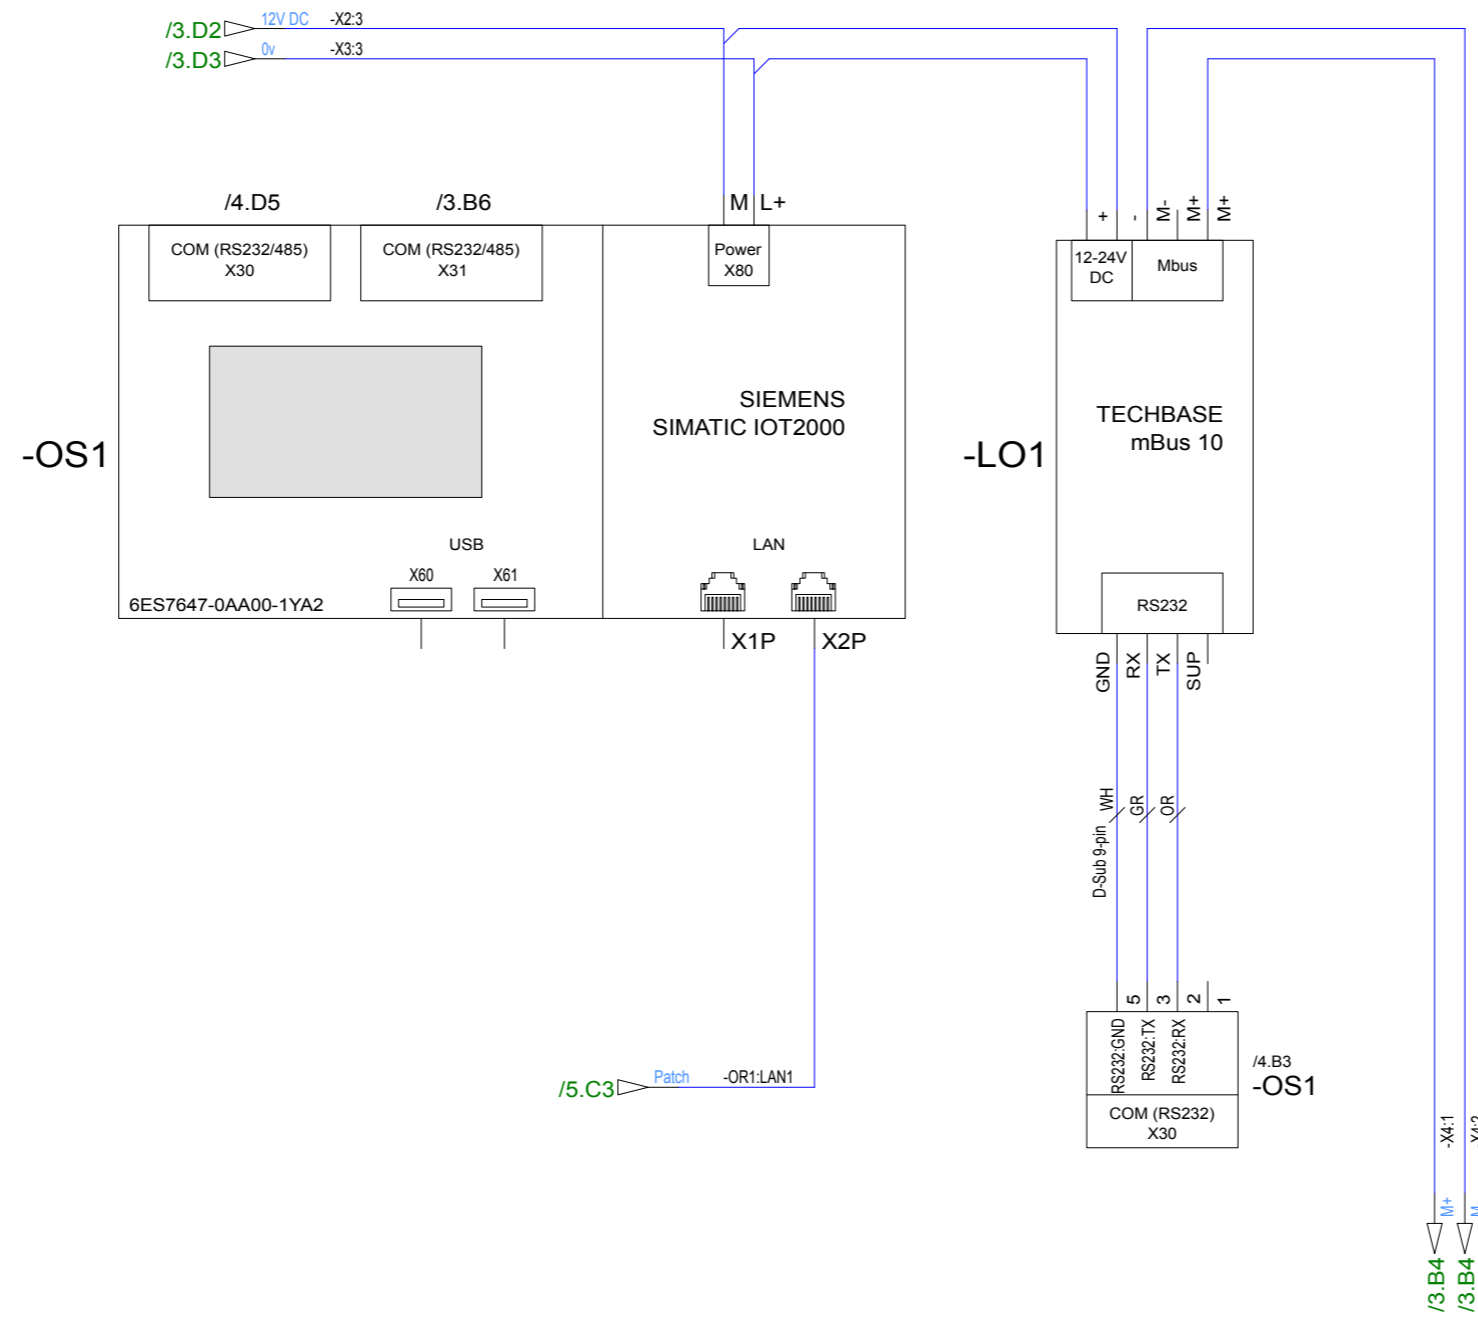 /3.D2 12V DC -X2:3
/3.D3 0v -X3:3
/4.D5
/3.B6
M L+
+
-
M-
M+
M+
COM (RS232/485)
X30
COM (RS232/485)
X31
Power
X80
12-24V
DC
Mbus
SIEMENS
SIMATIC IOT2000
TECHBASE
mBus 10
-OS1
-LO1
USB
LAN
X60
X61
6ES7647-0AA00-1YA2
RS232
X1P
X2P
GND
RX
TX
SUP
D-Sub 9-pin
WH
GR
OR
5
3
2
1
RS232:GND
RS232:TX
RS232:RX
/4.B3
-OS1
COM (RS232)
X30
/5.C3 Patch -OR1:LAN1
-X4:1
M+
/3.B4
/3.B4